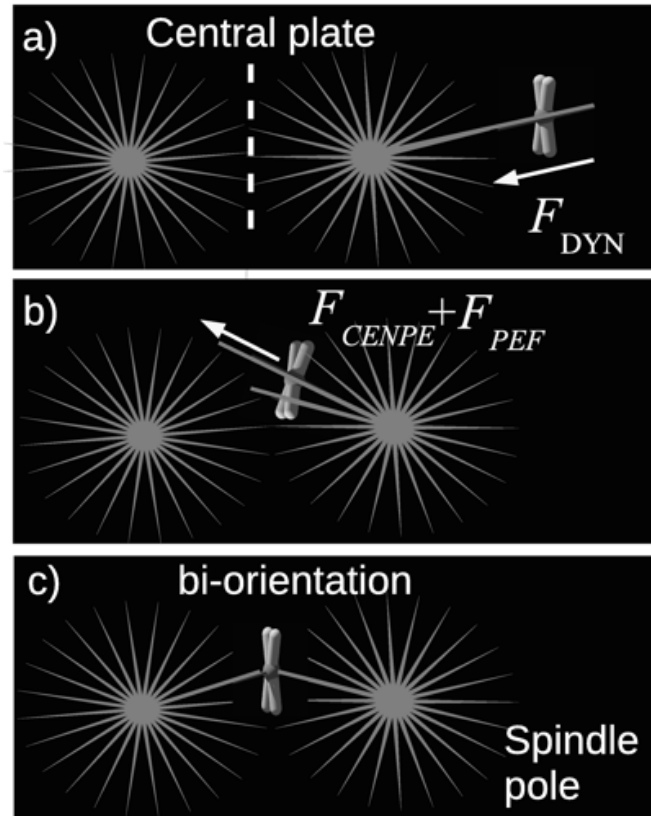 a) Central plate
F DYN
b) F CENPE + F PEF
c) bi-orientation
Spindle
pole